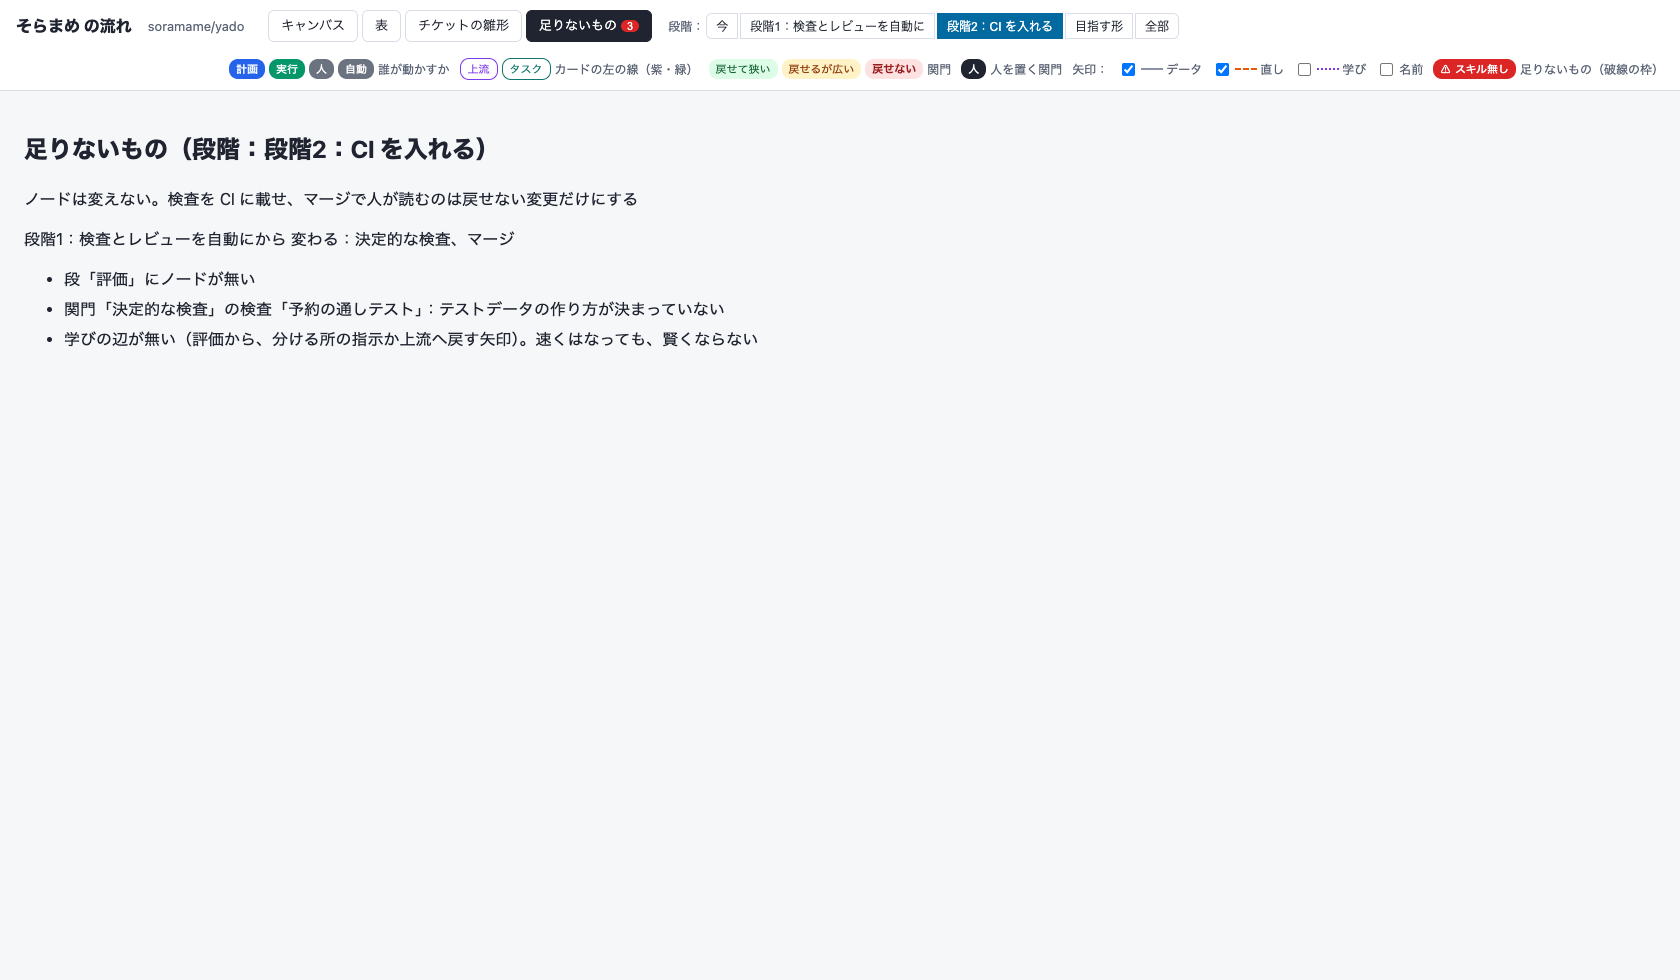 そらまめ の流れ soramame/yado キャンバス 表 チケットの雛形 足りないもの 3 段階： 今 段階1：検査とレビューを自動に 段階2：CI を入れる 目指す形 全部
計画 実行 人 自動 誰が動かすか 上流 タスク カードの左の線（紫・緑） 戻せて狭い 戻せるが広い 戻せない 関門 人 人を置く関門 矢印： データ 直し 学び 名前 ⚠ スキル無し 足りないもの（破線の枠）
足りないもの（段階：段階2：CI を入れる）
ノードは変えない。検査を CI に載せ、マージで人が読むのは戻せない変更だけにする
段階1：検査とレビューを自動にから 変わる：決定的な検査、マージ
• 段「評価」にノードが無い
• 関門「決定的な検査」の検査「予約の通しテスト」：テストデータの作り方が決まっていない
• 学びの辺が無い（評価から、分ける所の指示か上流へ戻す矢印）。速くはなっても、賢くならない